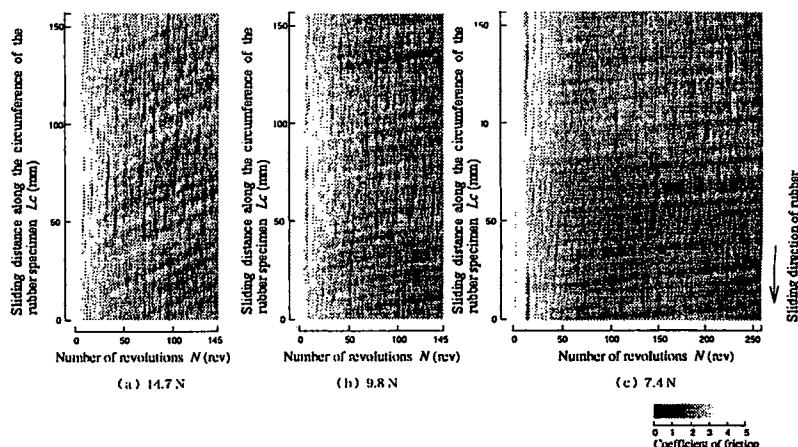 Sliding distance along the circumference of the
rubber specimen Lc (mm)
150
100
50
0
0 50 100 145
Number of revolutions N (rev)
(a) 14.7 N
Sliding distance along the circumference of the
rubber specimen Lc (mm)
150
100
50
0
0 50 100 145
Number of revolutions N (rev)
(b) 9.8 N
Sliding distance along the circumference of the
rubber specimen Lc (mm)
150
00
50
0
0 50 100 150 200 250
Number of revolutions N (rev)
(c) 7.4 N
Sliding direction of rubber
0 1 2 3 4 5
Coefficient of friction